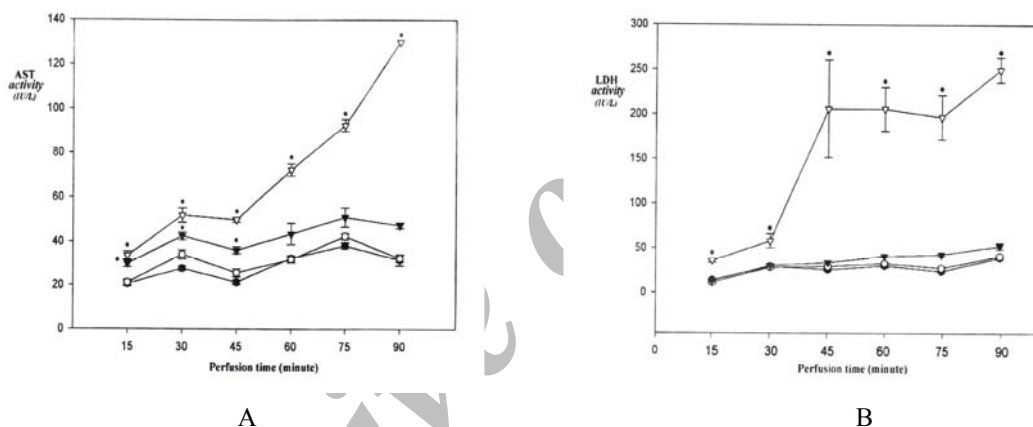 140
120
100
80
60
40
20
0
AST
activity
(IU/L)
* * * * * * * * *
15 30 45 60 75 90
Perfusion time (minute)
A
300
250
200
150
100
50
0
LDH
activity
(IU/L)
* * * * * *
0 15 30 45 60 75 90
Perfusion time (minute)
B